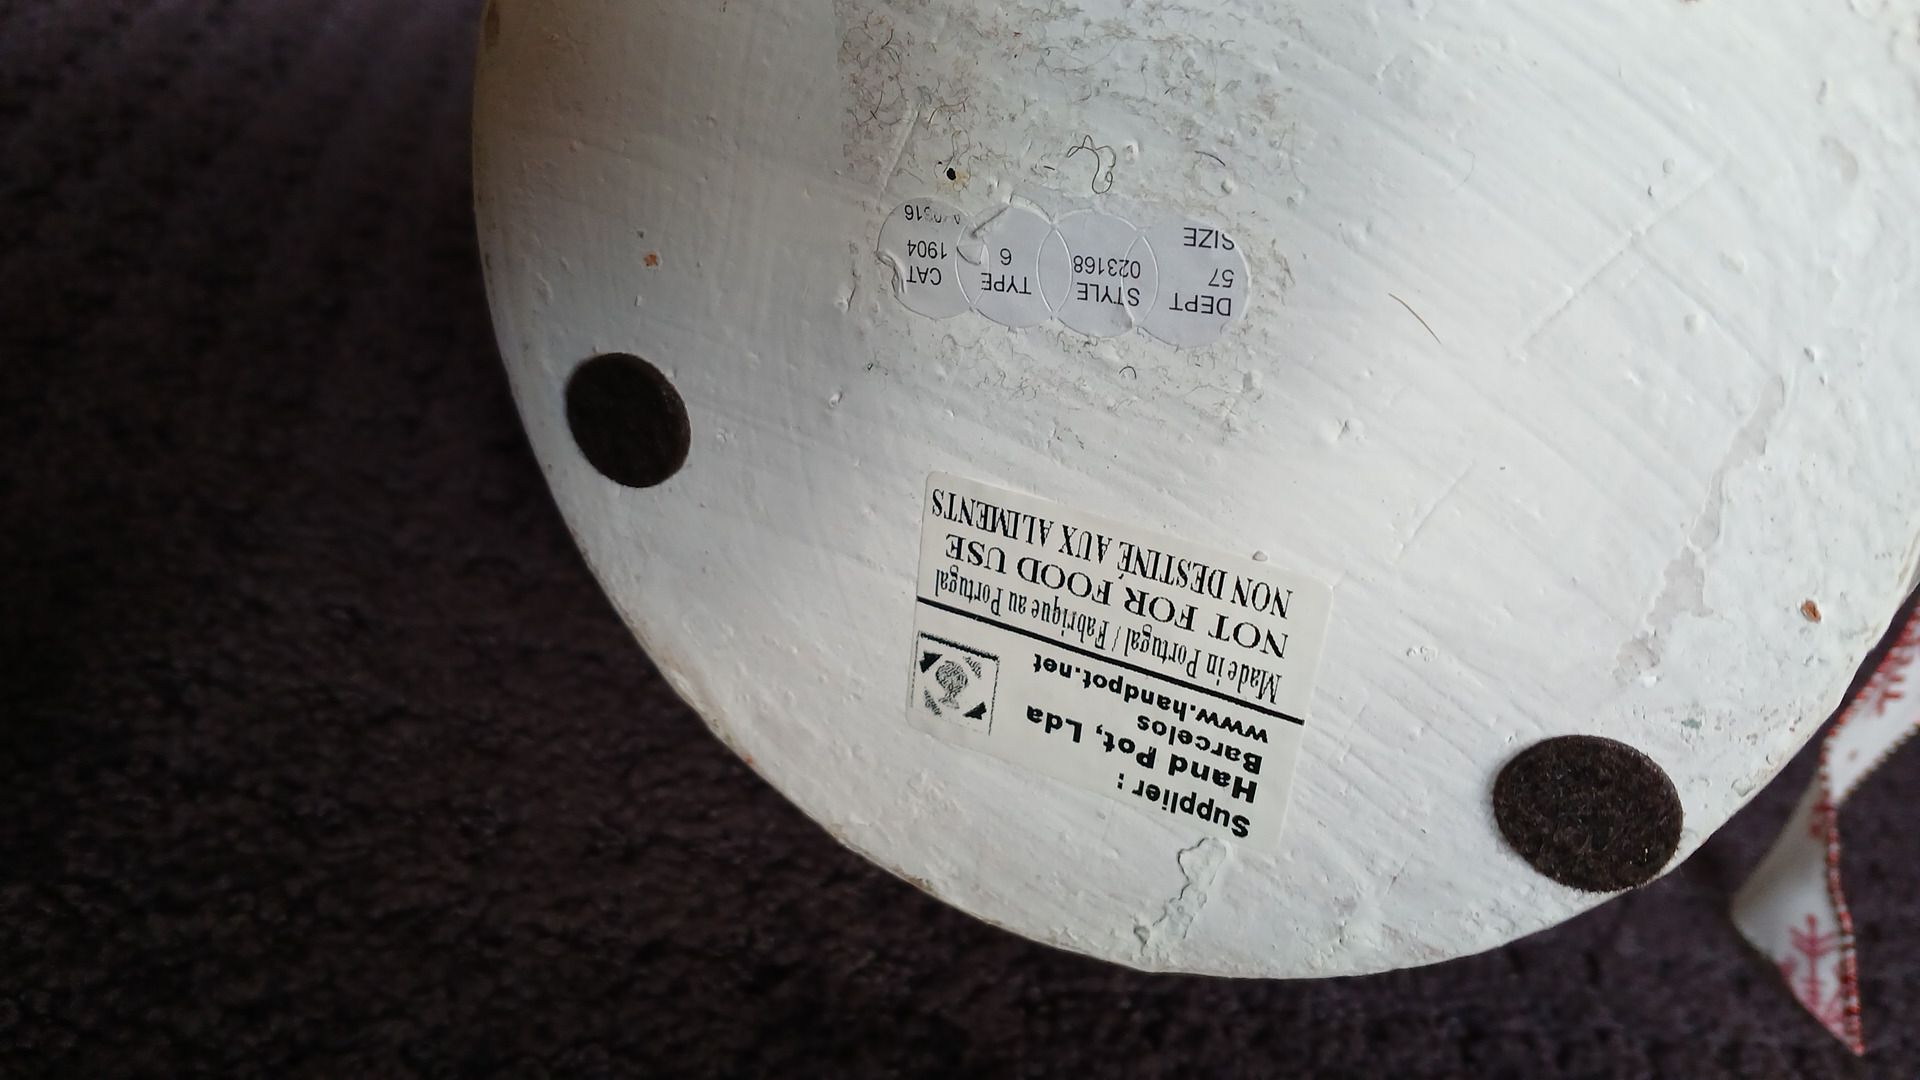 Supplier :
Hand Pot, Lda
Barcelos
www.handpot.net
Made in Portugal / Fabrique au Portugal
NOT FOR FOOD USE
NON DESTINÉ AUX ALIMENTS
DEPT STYLE TYPE CAT
57 023168 6 1904
SIZE